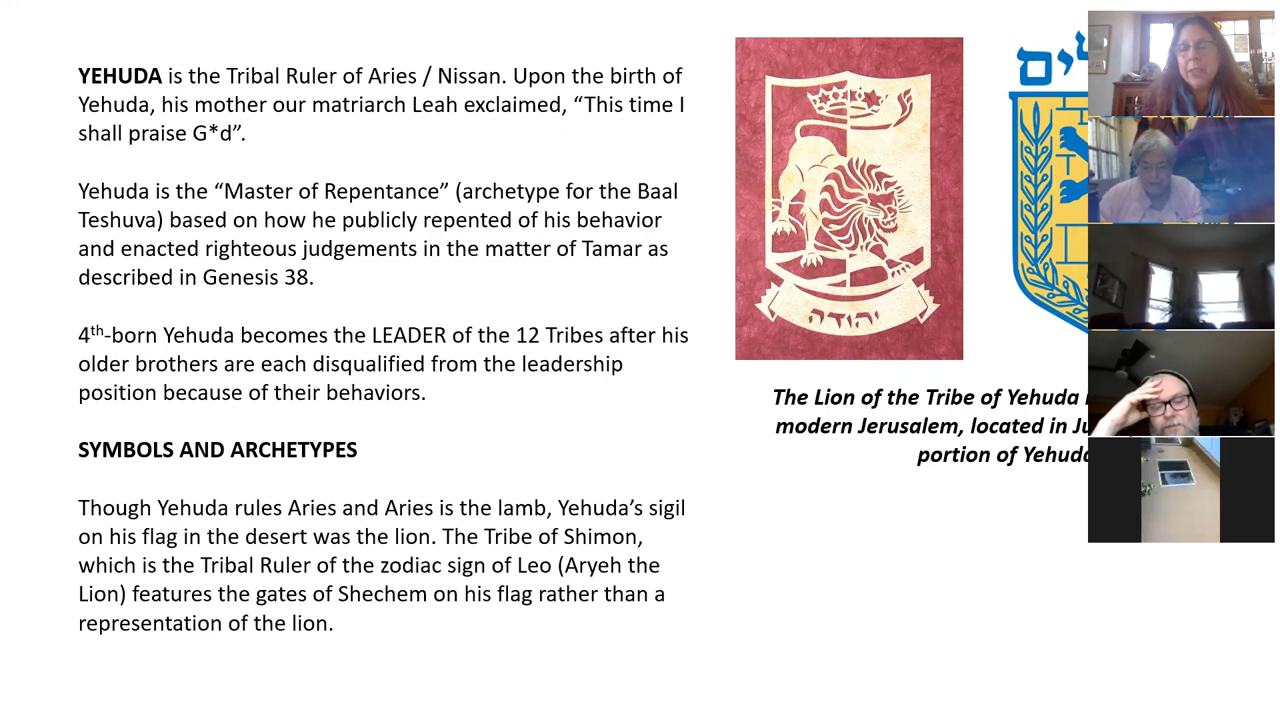 YEHUDA is the Tribal Ruler of Aries / Nissan. Upon the birth of
Yehuda, his mother our matriarch Leah exclaimed, “This time I
shall praise G*d”.
Yehuda is the “Master of Repentance” (archetype for the Baal
Teshuva) based on how he publicly repented of his behavior
and enacted righteous judgements in the matter of Tamar as
described in Genesis 38.
4th-born Yehuda becomes the LEADER of the 12 Tribes after his
older brothers are each disqualified from the leadership
position because of their behaviors.
SYMBOLS AND ARCHETYPES
Though Yehuda rules Aries and Aries is the lamb, Yehuda’s sigil
on his flag in the desert was the lion. The Tribe of Shimon,
which is the Tribal Ruler of the zodiac sign of Leo (Aryeh the
Lion) features the gates of Shechem on his flag rather than a
representation of the lion.
יהודה
The Lion of the Tribe of Yehuda
modern Jerusalem, located in
portion of Yehuda